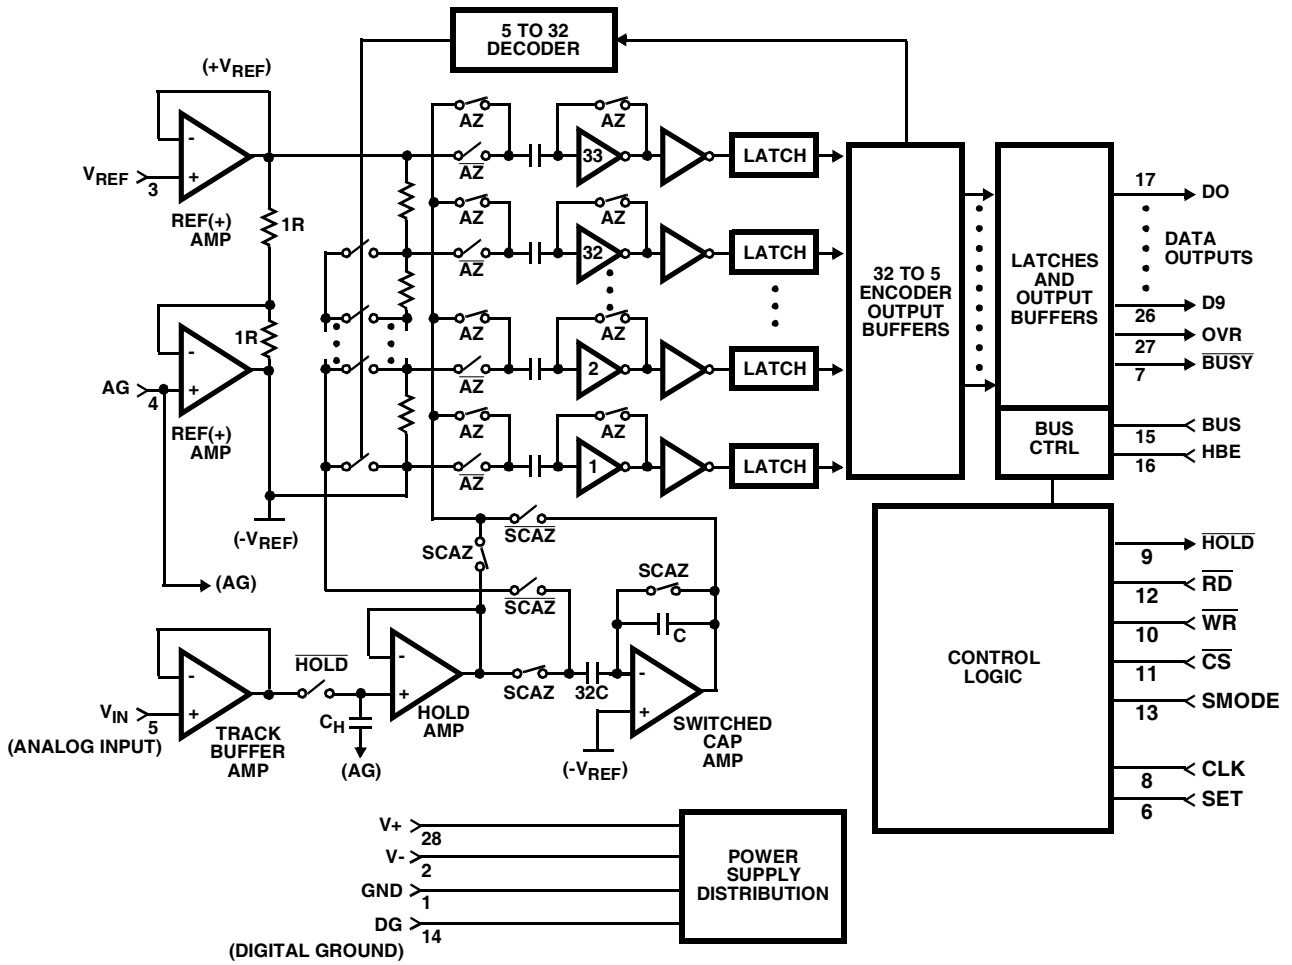 5 TO 32
DECODER
(+VREF)
VREF
3
-
+
REF(+)
AMP
1R
1R
AG
4
-
+
REF(+)
AMP
(-VREF)
(AG)
AZ
AZ
AZ
33
LATCH
AZ
AZ
AZ
32
LATCH
AZ
AZ
AZ
2
LATCH
AZ
AZ
AZ
1
LATCH
32 TO 5
ENCODER
OUTPUT
BUFFERS
LATCHES
AND
OUTPUT
BUFFERS
BUS
CTRL
17
DO
DATA
OUTPUTS
D9
26
OVR
27
BUSY
7
BUS
15
HBE
16
SCAZ
SCAZ
SCAZ
SCAZ
C
SCAZ
32C
-
+
SWITCHED
CAP
AMP
(-VREF)
VIN
5
(ANALOG INPUT)
-
+
TRACK
BUFFER
AMP
HOLD
CH
(AG)
-
+
HOLD
AMP
CONTROL
LOGIC
HOLD
9
RD
12
WR
10
CS
11
SMODE
13
CLK
8
SET
6
V+
28
V-
2
GND
1
DG
14
(DIGITAL GROUND)
POWER
SUPPLY
DISTRIBUTION